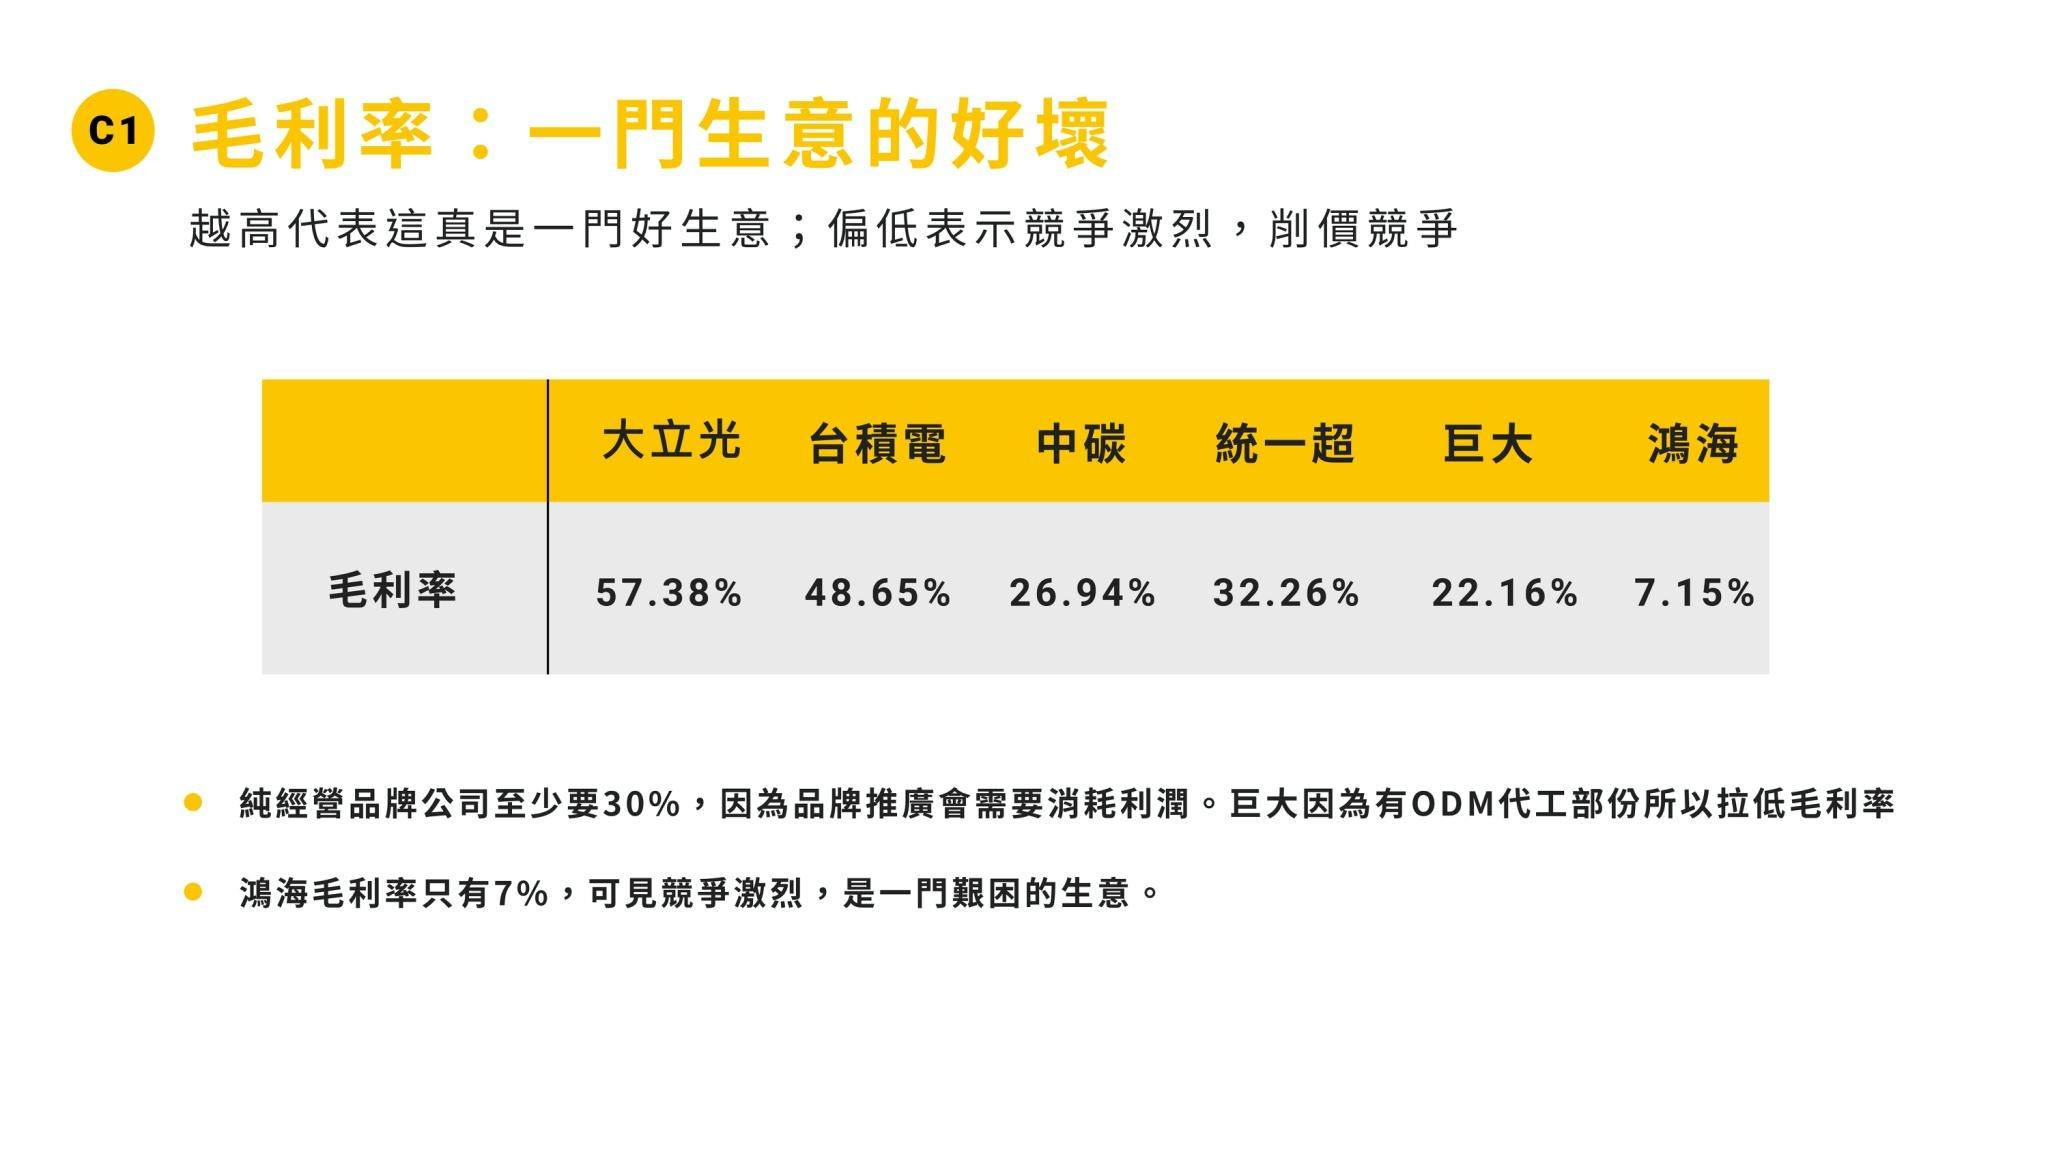 C1 毛利率：一門生意的好壞
越高代表這真是一門好生意；偏低表示競爭激烈，削價競爭
大立光 台積電 中碳 統一超 巨大 鴻海
毛利率 57.38% 48.65% 26.94% 32.26% 22.16% 7.15%
純經營品牌公司至少要30%，因為品牌推廣會需要消耗利潤。巨大因為有ODM代工部份所以拉低毛利率
鴻海毛利率只有7%，可見競爭激烈，是一門艱困的生意。